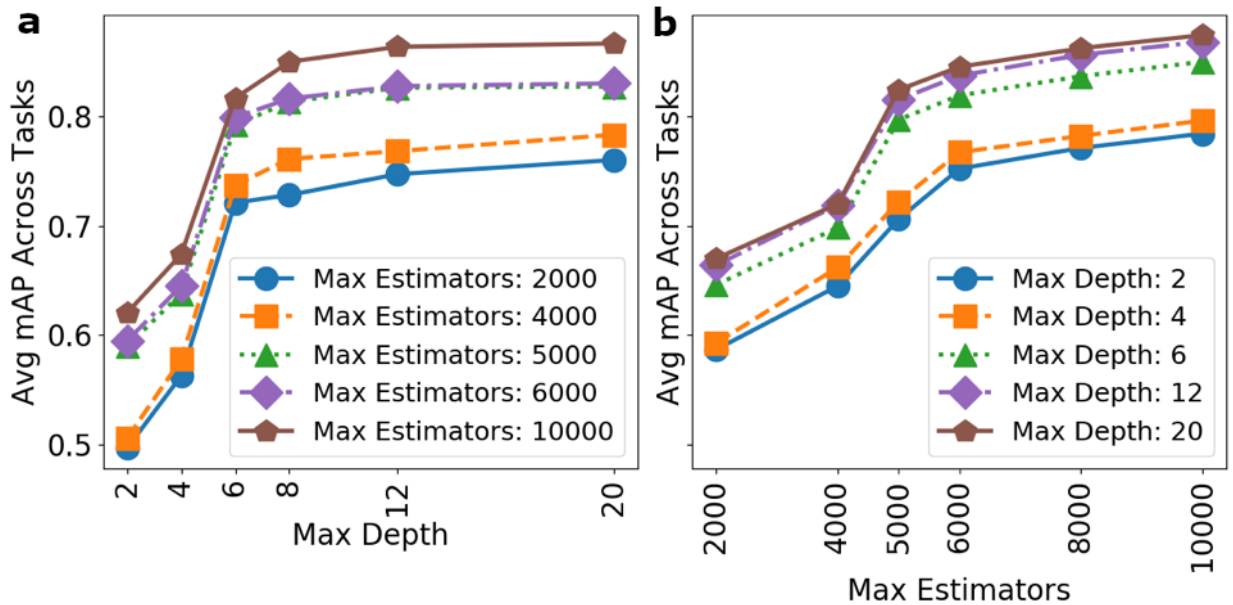 a
Avg mAP Across Tasks
0.8
0.7
0.6
0.5
Max Estimators: 2000
Max Estimators: 4000
Max Estimators: 5000
Max Estimators: 6000
Max Estimators: 10000
2 4 6 8 12 20
Max Depth
b
Avg mAP Across Tasks
Max Depth: 2
Max Depth: 4
Max Depth: 6
Max Depth: 12
Max Depth: 20
2000 4000 5000 6000 8000 10000
Max Estimators